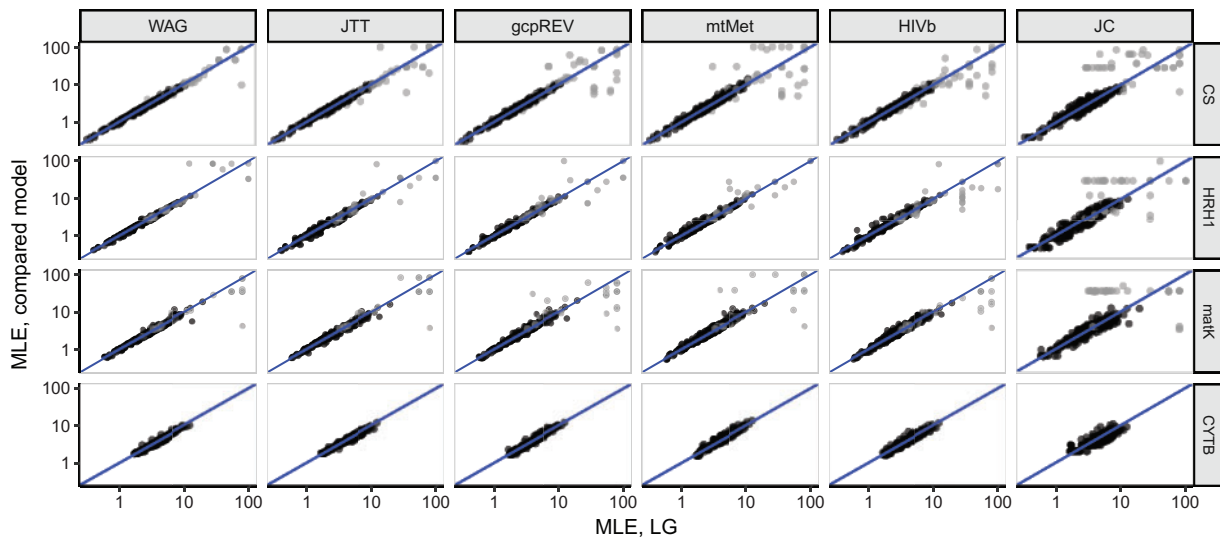 WAG JTT gcpREV mtMet HIVb JC
MLE, compared model
100
10
1
CS
100
10
1
HRH1
100
10
1
matK
100
10
1
CYTB
1 10 100 1 10 100 1 10 100 1 10 100 1 10 100 1 10 100
MLE, LG